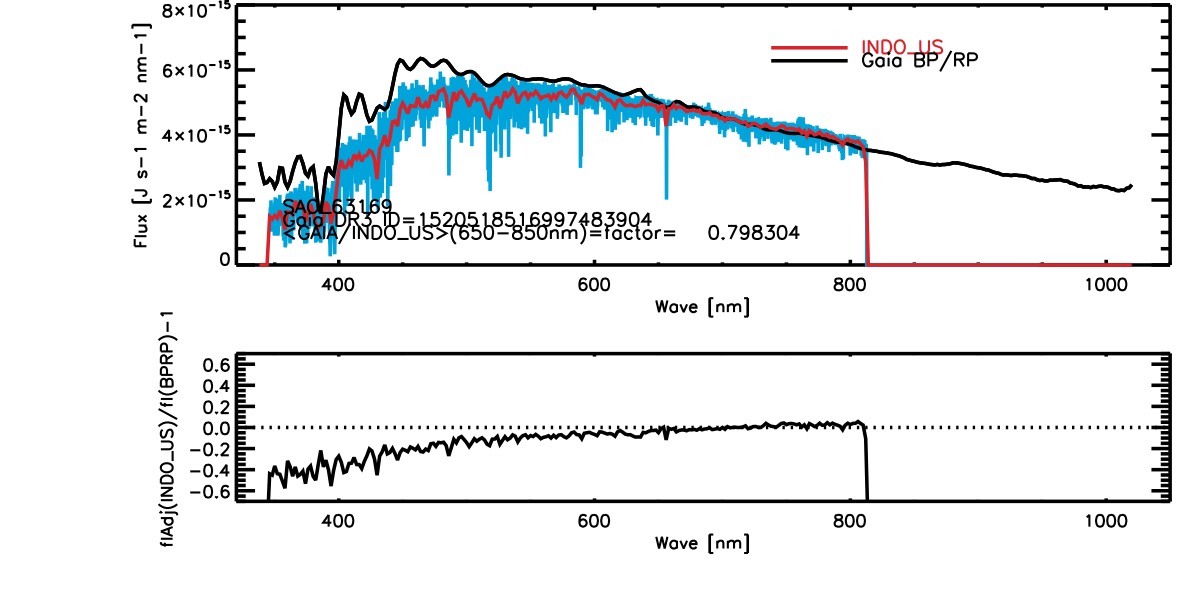 8×10⁻¹⁵
6×10⁻¹⁵
4×10⁻¹⁵
2×10⁻¹⁵
0
Flux [J s−1 m−2 nm−1]
INDO_US
Gaia BP/RP
SAO 163169
Gaia DR3 ID=1520518516997483904
<GAIA/INDO_US>(650−850nm)=factor= 0.798304
400 600 800 1000
Wave [nm]
0.6
0.4
0.2
0.0
−0.2
−0.4
−0.6
flAdj(INDO_US)/fl(BPRP)−1
400 600 800 1000
Wave [nm]